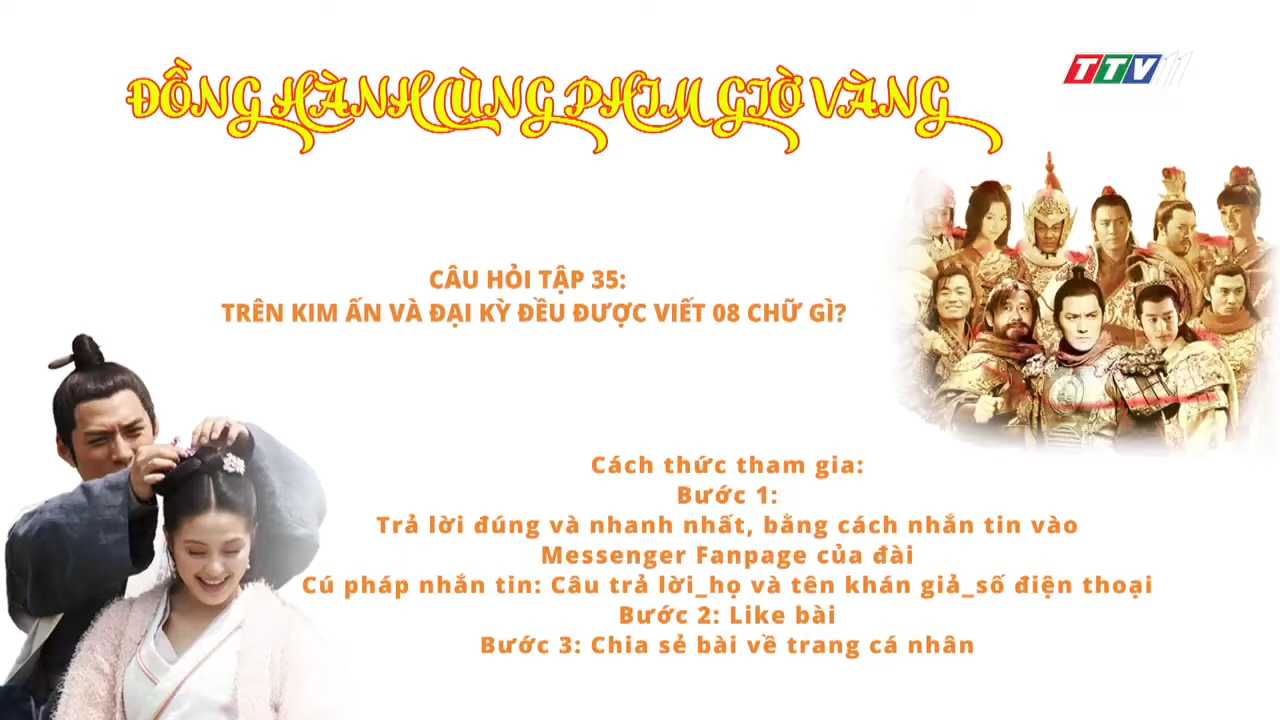 ĐỒNG HÀNH CÙNG PHIM GIỜ VÀNG
TTV11
CÂU HỎI TẬP 35:
TRÊN KIM ẤN VÀ ĐẠI KỲ ĐỀU ĐƯỢC VIẾT 08 CHỮ GÌ?
Cách thức tham gia:
Bước 1:
Trả lời đúng và nhanh nhất, bằng cách nhắn tin vào
Messenger Fanpage của đài
Cú pháp nhắn tin: Câu trả lời_họ và tên khán giả_số điện thoại
Bước 2: Like bài
Bước 3: Chia sẻ bài về trang cá nhân